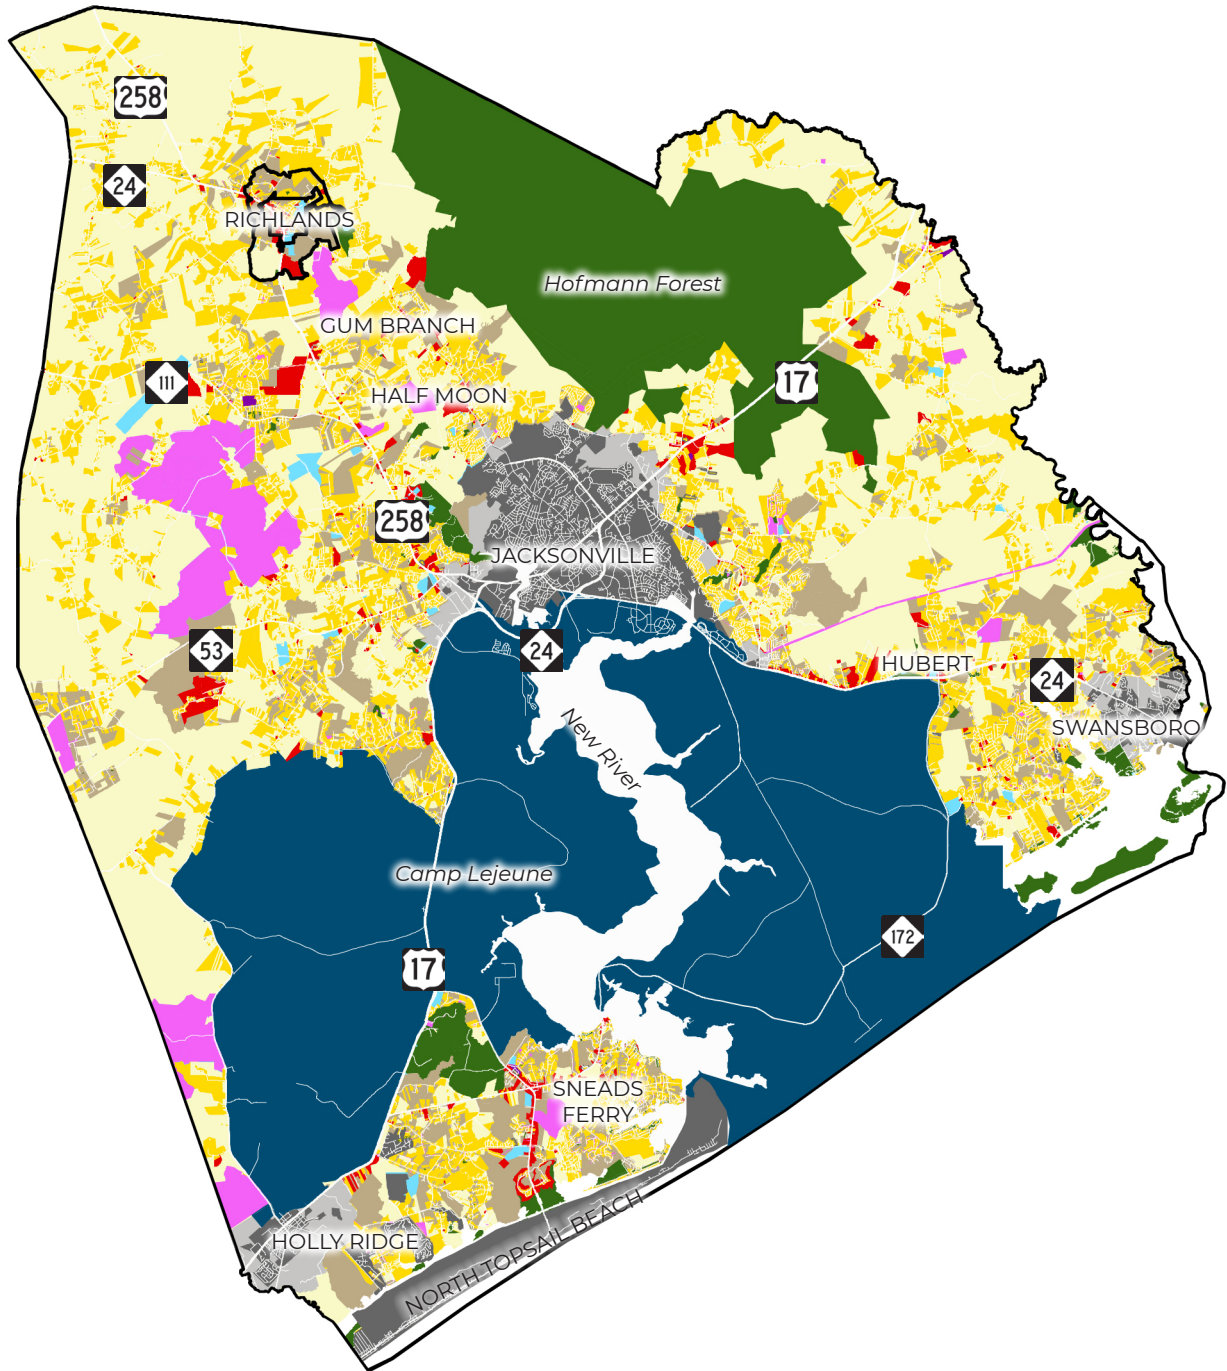 258
24
RICHLANDS
Hofmann Forest
GUM BRANCH
111
HALF MOON
17
258
JACKSONVILLE
53
24
HUBERT
24
SWANSBORO
New River
Camp Lejeune
172
17
SNEADS
FERRY
HOLLY RIDGE
NORTH TOPSAIL BEACH